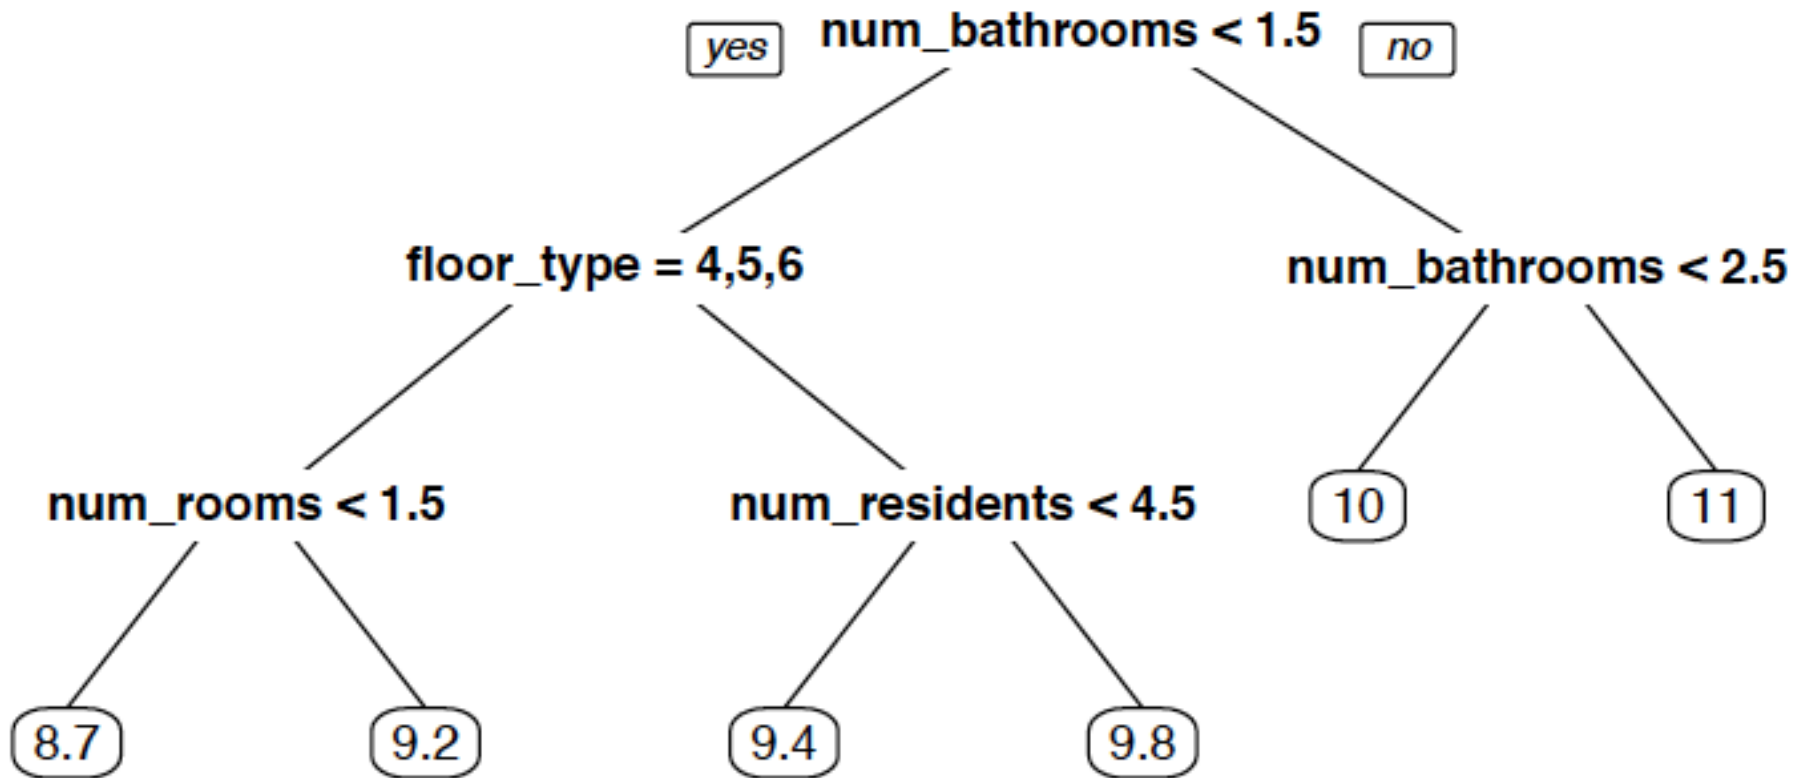 yes num_bathrooms < 1.5 no
floor_type = 4,5,6 num_bathrooms < 2.5
num_rooms < 1.5 num_residents < 4.5 10 11
8.7 9.2 9.4 9.8